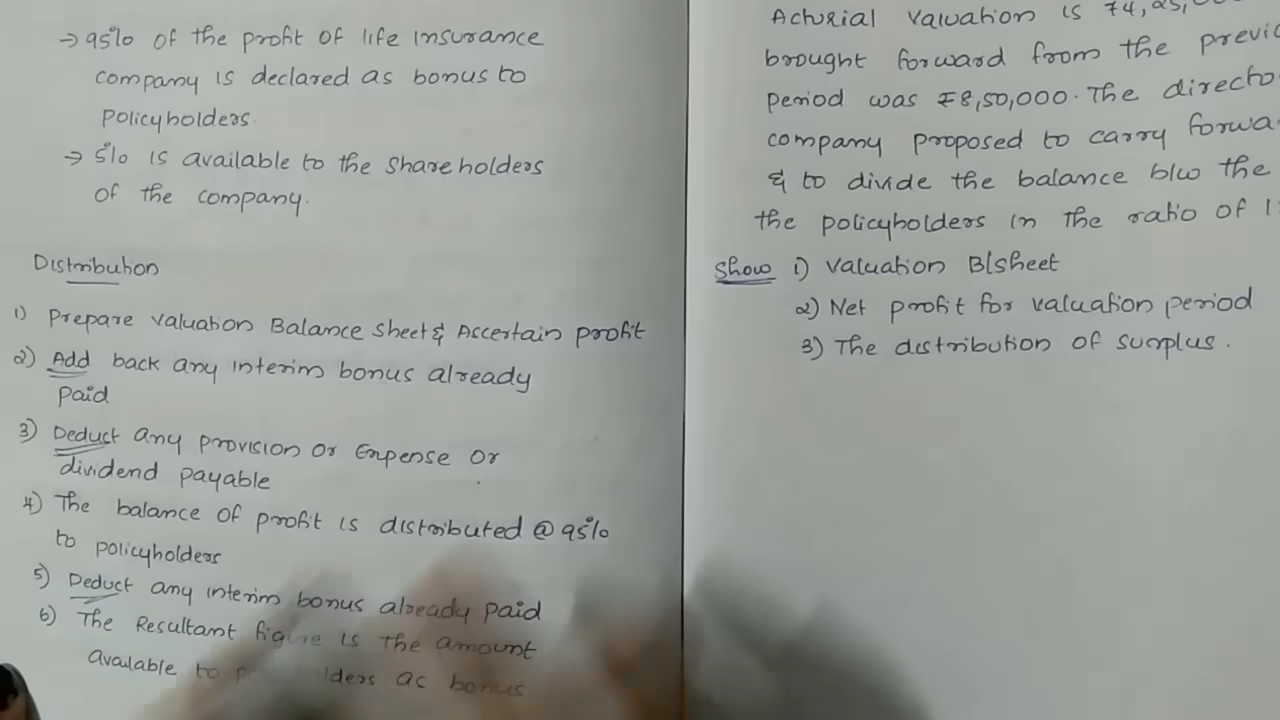 → 95% of the profit of life insurance
company is declared as bonus to
policyholders.
→ 5% is available to the shareholders
of the company.
Distribution
1) Prepare valuation Balance Sheet & Ascertain profit
2) Add back any interim bonus already
paid
3) Deduct any provision or Expense or
dividend payable
4) The balance of profit is distributed @ 95%
to policyholders
5) Deduct any interim bonus already paid
6) The Resultant figure is the amount
available to as bonus
Acturial valuation is ₹4,25,
brought forward from the
period was ₹8,50,000. The
company proposed to carry
& to divide the balance b/w the
the policyholders in the ratio of 1:
Show 1) Valuation B/sheet
2) Net profit for valuation period
3) The distribution of surplus.